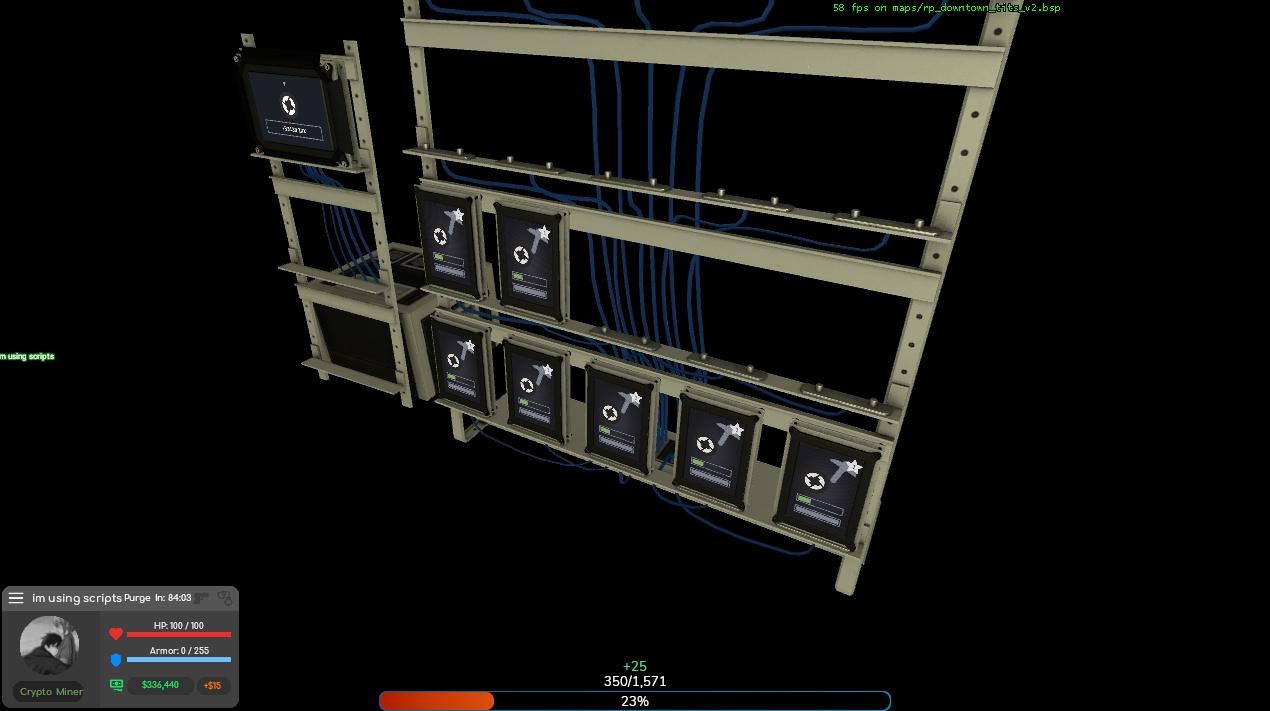 58 fps on maps/rp_downtown_tits_v2.bsp
m using scripts
im using scripts
Purge In: 84:03
HP: 100 / 100
Armor: 0 / 255
Crypto Miner
$336,440
+$15
+25
350/1,571
23%